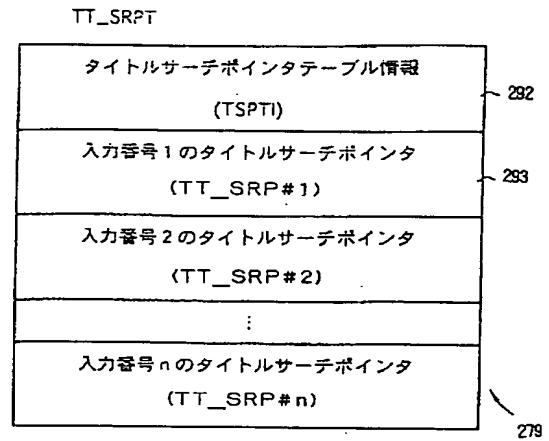 TT_SRPT
タイトルサーチポインタテーブル情報
(TSPTI)
292
入力番号1のタイトルサーチポインタ
(TT_SRP#1)
293
入力番号2のタイトルサーチポインタ
(TT_SRP#2)
⋮
入力番号nのタイトルサーチポインタ
(TT_SRP#n)
279